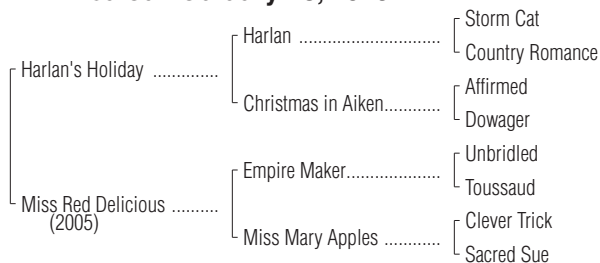 Storm Cat
Harlan ..............................
Country Romance
Harlan's Holiday ..............
Affirmed
Christmas in Aiken............
Dowager
Unbridled
Empire Maker....................
Toussaud
Miss Red Delicious ..........
(2005)
Clever Trick
Miss Mary Apples ............
Sacred Sue